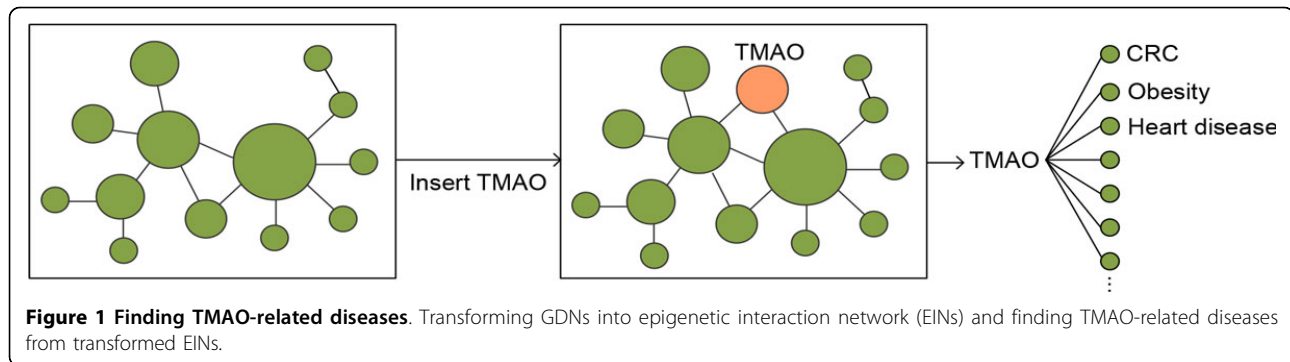 TMAO
Insert TMAO
TMAO
CRC
Obesity
Heart disease
⋮
Figure 1 Finding TMAO-related diseases. Transforming GDNs into epigenetic interaction network (EINs) and finding TMAO-related diseases
from transformed EINs.